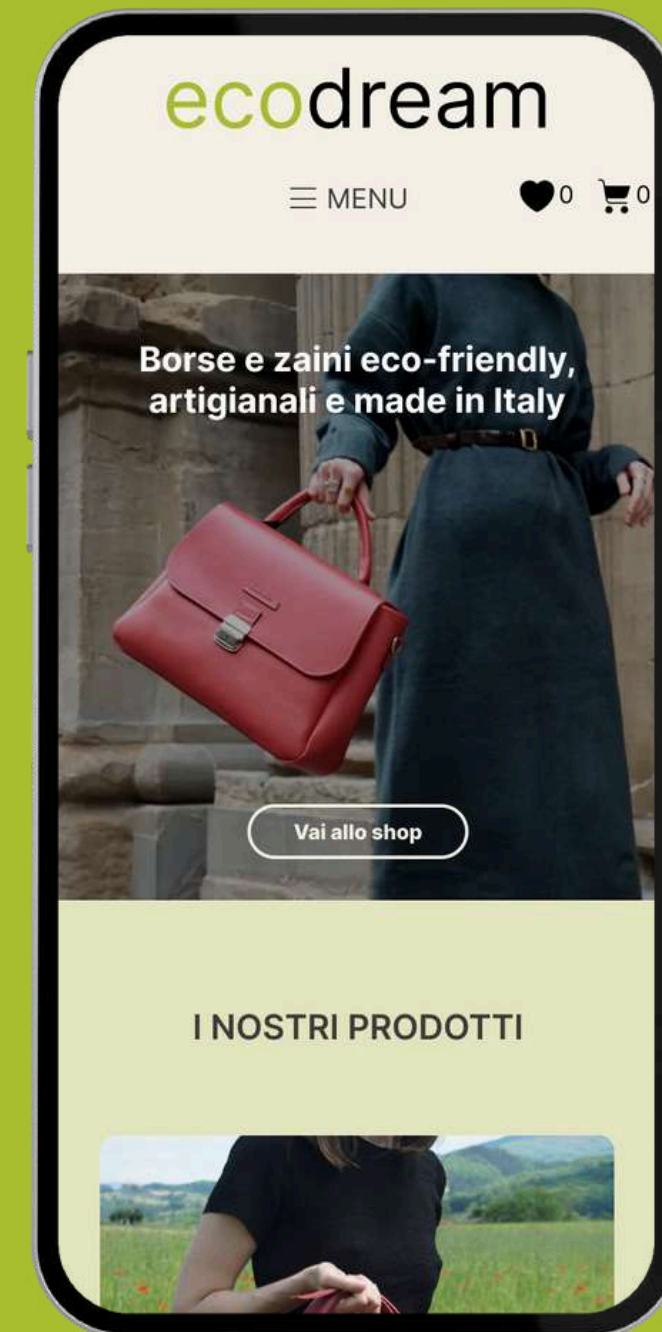 ecodream
MENU
0
0
Borse e zaini eco-friendly,
artigianali e made in Italy
Vai allo shop
I NOSTRI PRODOTTI